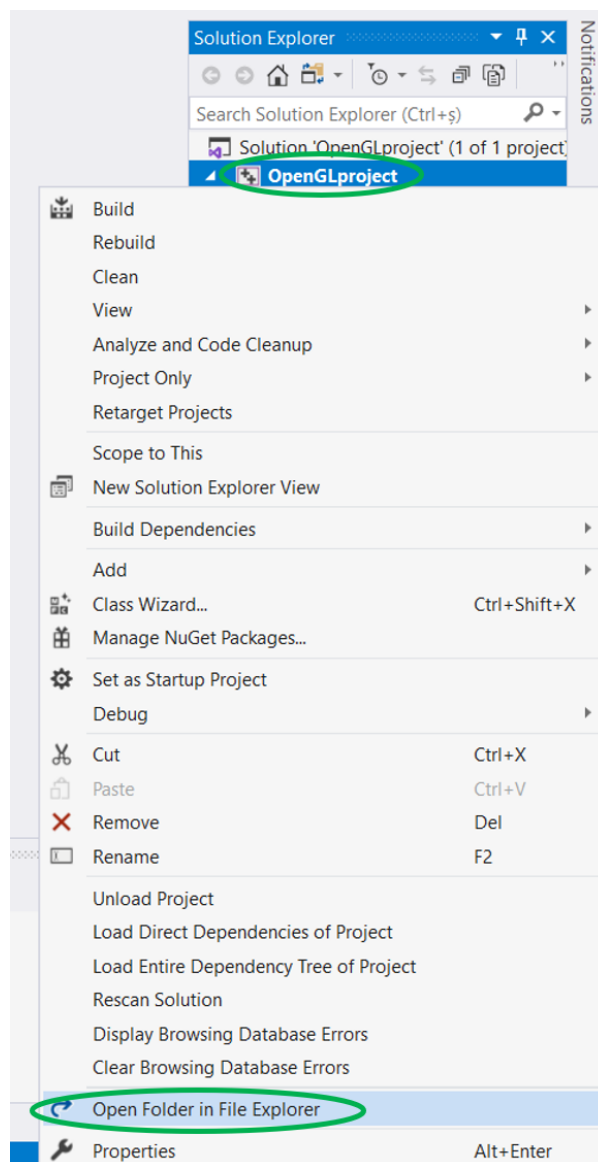 Solution Explorer
Notifications
Search Solution Explorer (Ctrl+ș)
Solution 'OpenGLproject' (1 of 1 project)
OpenGLproject
Build
Rebuild
Clean
View
Analyze and Code Cleanup
Project Only
Retarget Projects
Scope to This
New Solution Explorer View
Build Dependencies
Add
Class Wizard... Ctrl+Shift+X
Manage NuGet Packages...
Set as Startup Project
Debug
Cut Ctrl+X
Paste Ctrl+V
Remove Del
Rename F2
Unload Project
Load Direct Dependencies of Project
Load Entire Dependency Tree of Project
Rescan Solution
Display Browsing Database Errors
Clear Browsing Database Errors
Open Folder in File Explorer
Properties Alt+Enter